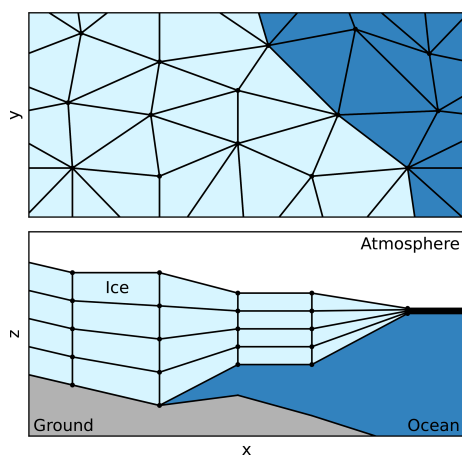 y
Atmosphere
Ice
z
Ground
Ocean
x